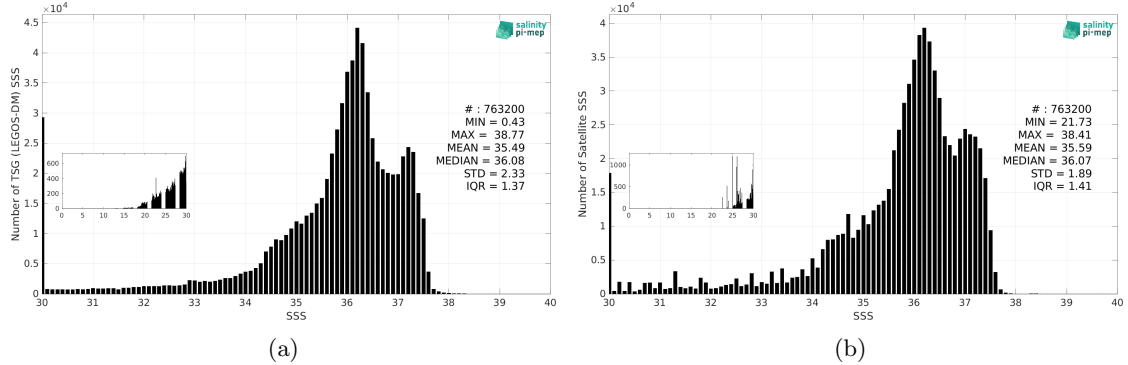 ×10⁴
4.5
4
3.5
3
2.5
2
1.5
1
0.5
0
Number of TSG (LEGOS-DM) SSS
salinity
pi-mep
# : 763200
MIN = 0.43
MAX = 38.77
MEAN = 35.49
MEDIAN = 36.08
STD = 2.33
IQR = 1.37
600
400
200
0
0 5 10 15 20 25 30
30 31 32 33 34 35 36 37 38 39 40
SSS
(a)
×10⁴
4
3.5
3
2.5
2
1.5
1
0.5
0
Number of Satellite SSS
salinity
pi-mep
# : 763200
MIN = 21.73
MAX = 38.41
MEAN = 35.59
MEDIAN = 36.07
STD = 1.89
IQR = 1.41
1000
500
0
0 5 10 15 20 25 30
30 31 32 33 34 35 36 37 38 39 40
SSS
(b)